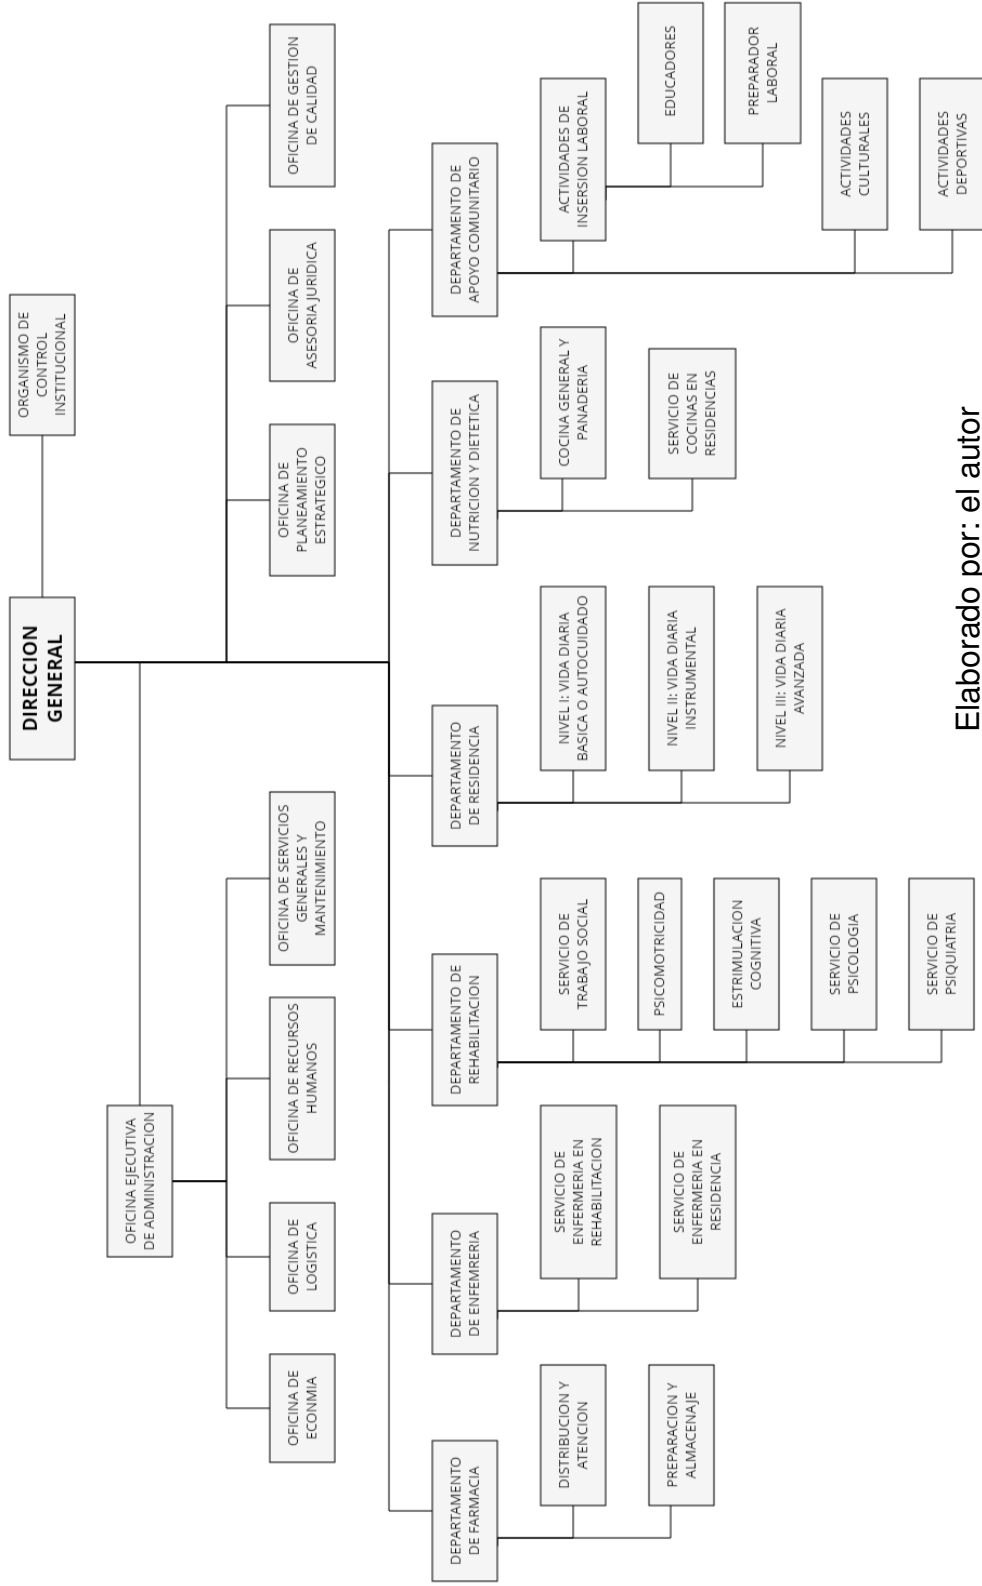 DIRECCION
GENERAL
ORGANISMO DE
CONTROL
INSTITUCIONAL
OFICINA EJECUTIVA
DE ADMINISTRACION
OFICINA DE
ECONMIA
OFICINA DE
LOGISTICA
OFICINA DE RECURSOS
HUMANOS
OFICINA DE SERVICIOS
GENERALES Y
MANTENIMIENTO
OFICINA DE
PLANEAMIENTO
ESTRATEGICO
OFICINA DE
ASESORIA JURIDICA
OFICINA DE GESTION
DE CALIDAD
DEPARTAMENTO
DE FARMACIA
DISTRIBUCION Y
ATENCION
PREPARACION Y
ALMACENAJE
DEPARTAMENTO
DE ENFEMRERIA
SERVICIO DE
ENFERMERIA EN
REHABILITACION
SERVICIO DE
ENFERMERIA EN
RESIDENCIA
DEPARTAMENTO DE
REHABILITACION
SERVICIO DE
TRABAJO SOCIAL
PSICOMOTRICIDAD
ESTRIMULACION
COGNITIVA
SERVICIO DE
PSICOLOGIA
SERVICIO DE
PSIQUIATRIA
DEPARTAMENTO
DE RESIDENCIA
NIVEL I: VIDA DIARIA
BASICA O AUTOCUIDADO
NIVEL II: VIDA DIARIA
INSTRUMENTAL
NIVEL III: VIDA DIARIA
AVANZADA
DEPARTAMENTO DE
NUTRICION Y DIETETICA
COCINA GENERAL Y
PANADERIA
SERVICIO DE
COCINAS EN
RESIDENCIAS
DEPARTAMENTO DE
APOYO COMUNITARIO
ACTIVIDADES DE
INSERSION LABORAL
EDUCADORES
PREPARADOR
LABORAL
ACTIVIDADES
CULTURALES
ACTIVIDADES
DEPORTIVAS
Elaborado por: el autor